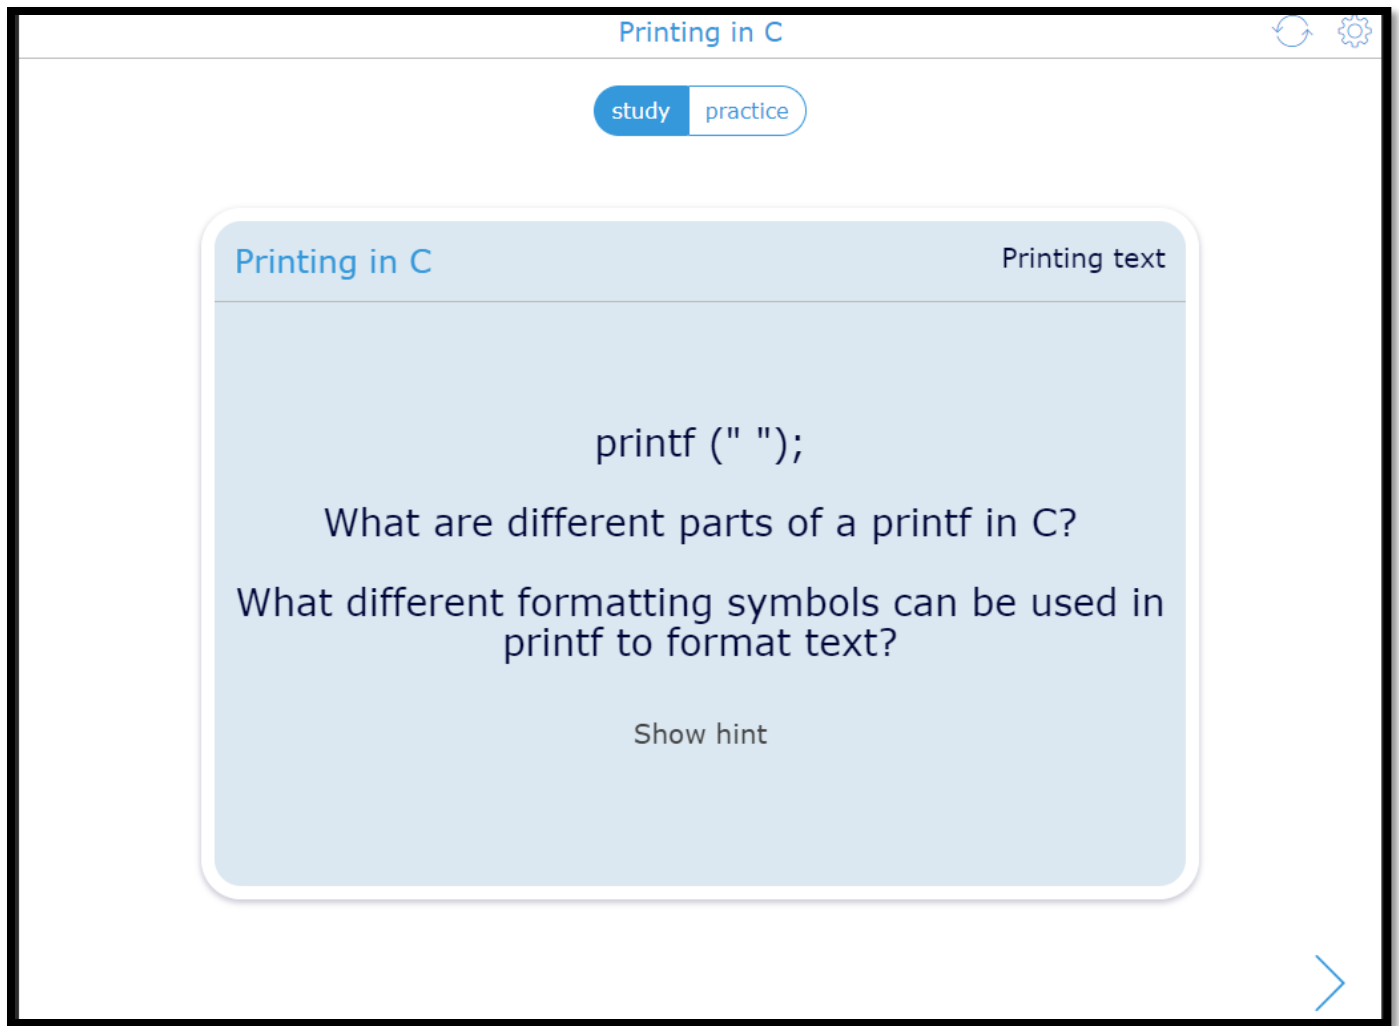 Printing in C
study practice
Printing in C Printing text
printf (" ");
What are different parts of a printf in C?
What different formatting symbols can be used in
printf to format text?
Show hint